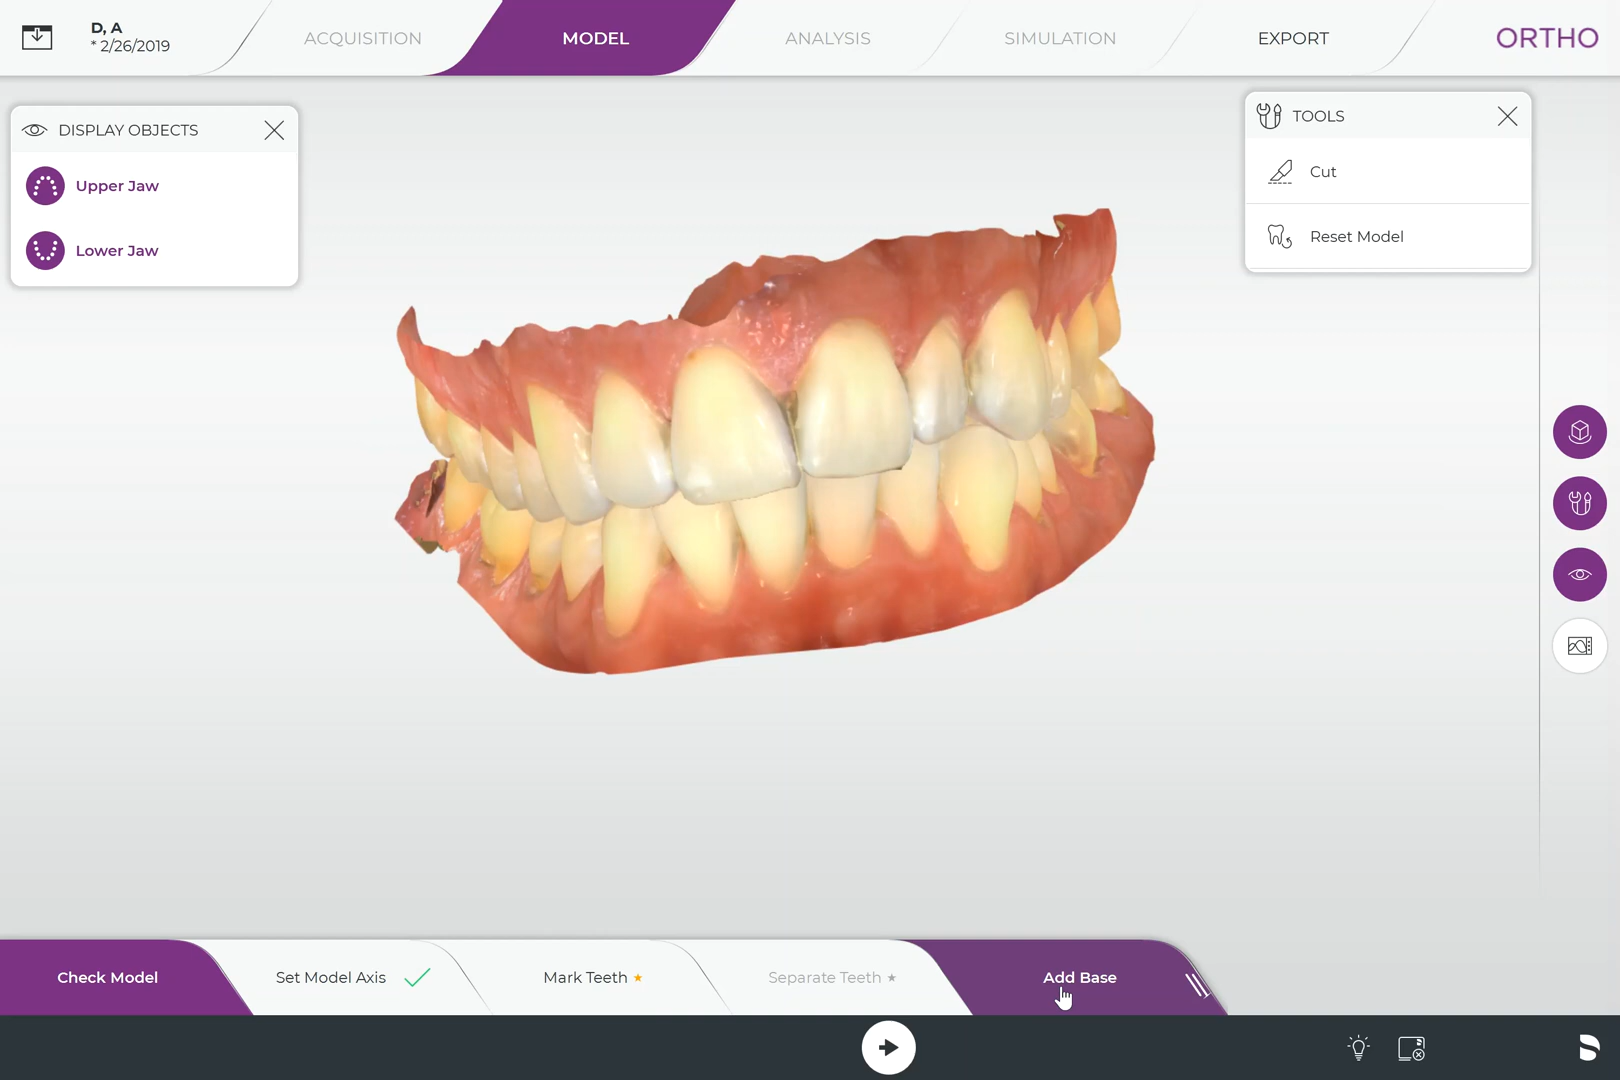 D, A
* 2/26/2019
ACQUISITION
MODEL
ANALYSIS
SIMULATION
EXPORT
ORTHO
DISPLAY OBJECTS
Upper Jaw
Lower Jaw
TOOLS
Cut
Reset Model
Check Model
Set Model Axis
Mark Teeth ★
Separate Teeth ★
Add Base